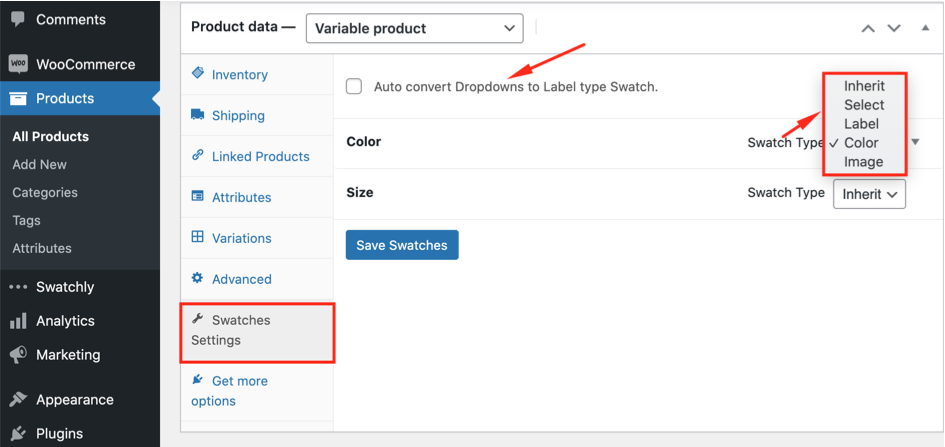 Comments
WOO
WooCommerce
Products
All Products
Add New
Categories
Tags
Attributes
Swatchly
Analytics
Marketing
Appearance
Plugins
Product data —
Variable product
Inventory
Shipping
Linked Products
Attributes
Variations
Advanced
Swatches
Settings
Get more
options
Auto convert Dropdowns to Label type Swatch.
Color
Swatch Type
Inherit
Select
Label
✓ Color
Image
Size
Swatch Type
Inherit
Save Swatches